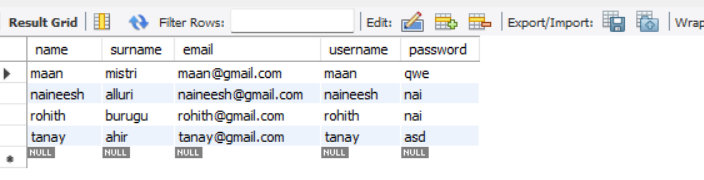 Result Grid Filter Rows: Edit: Export/Import: Wrap
name surname email username password
maan mistri maan@gmail.com maan qwe
naineesh alluri naineesh@gmail.com naineesh nai
rohith burugu rohith@gmail.com rohith nai
tanay ahir tanay@gmail.com tanay asd
NULL NULL NULL NULL NULL